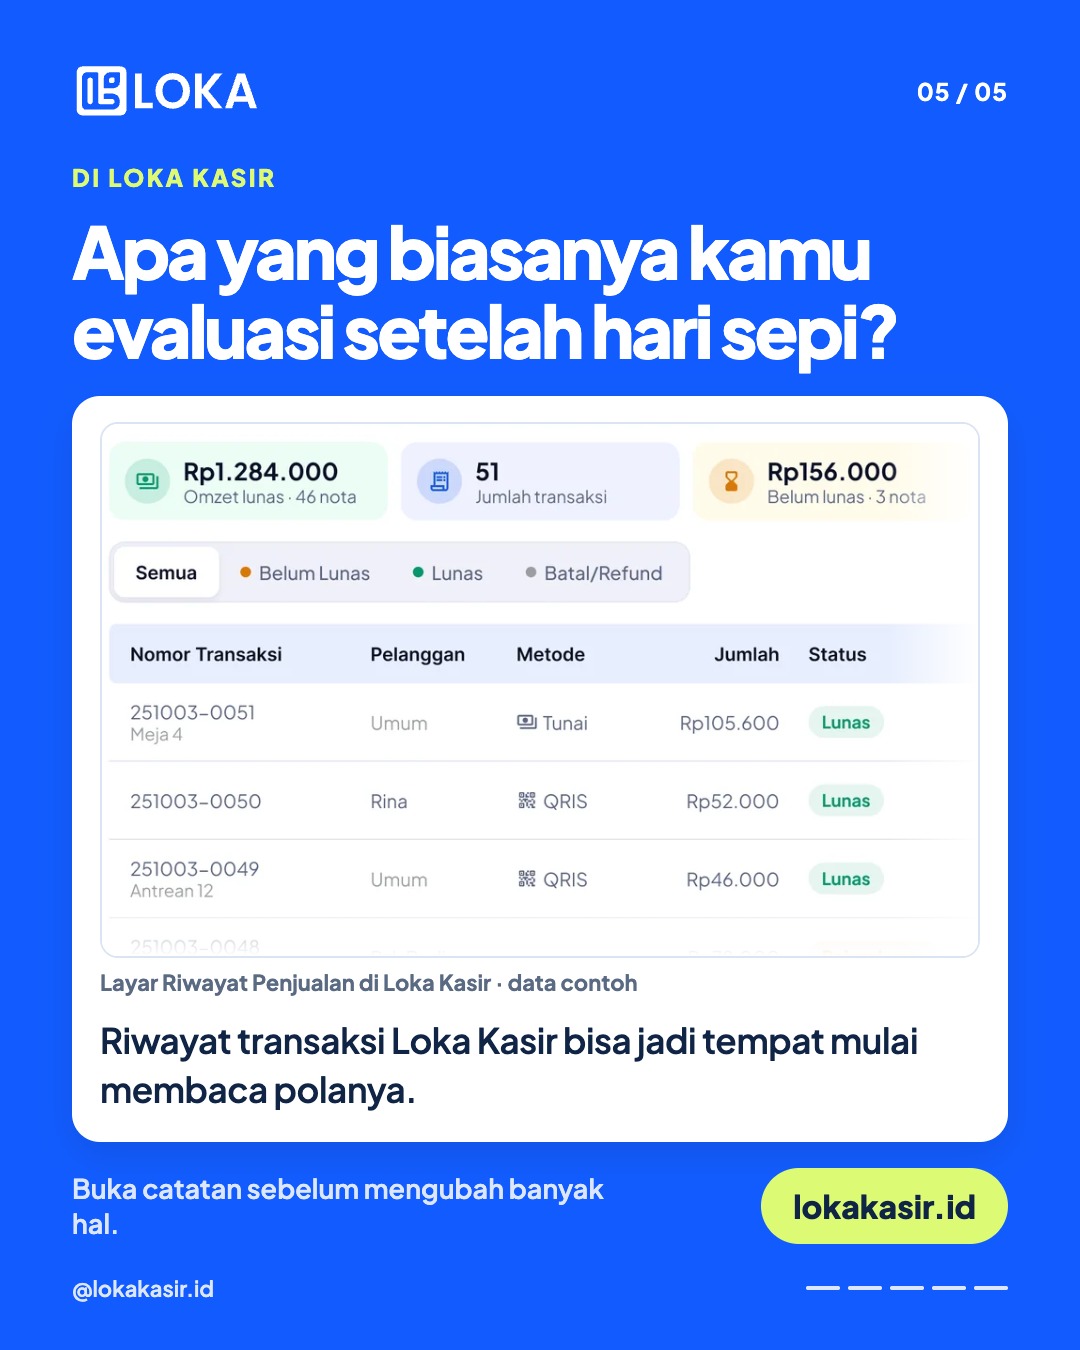 LOKA
05 / 05
DI LOKA KASIR
Apa yang biasanya kamu
evaluasi setelah hari sepi?
Rp1.284.000
Omzet lunas · 46 nota
51
Jumlah transaksi
Rp156.000
Belum lunas · 3 nota
Semua
Belum Lunas
Lunas
Batal/Refund
Nomor Transaksi Pelanggan Metode Jumlah Status
251003-0051 Umum Tunai Rp105.600 Lunas
Meja 4
251003-0050 Rina QRIS Rp52.000 Lunas
251003-0049 Umum QRIS Rp46.000 Lunas
Antrean 12
251003-0048
Layar Riwayat Penjualan di Loka Kasir · data contoh
Riwayat transaksi Loka Kasir bisa jadi tempat mulai
membaca polanya.
Buka catatan sebelum mengubah banyak
hal.
lokakasir.id
@lokakasir.id